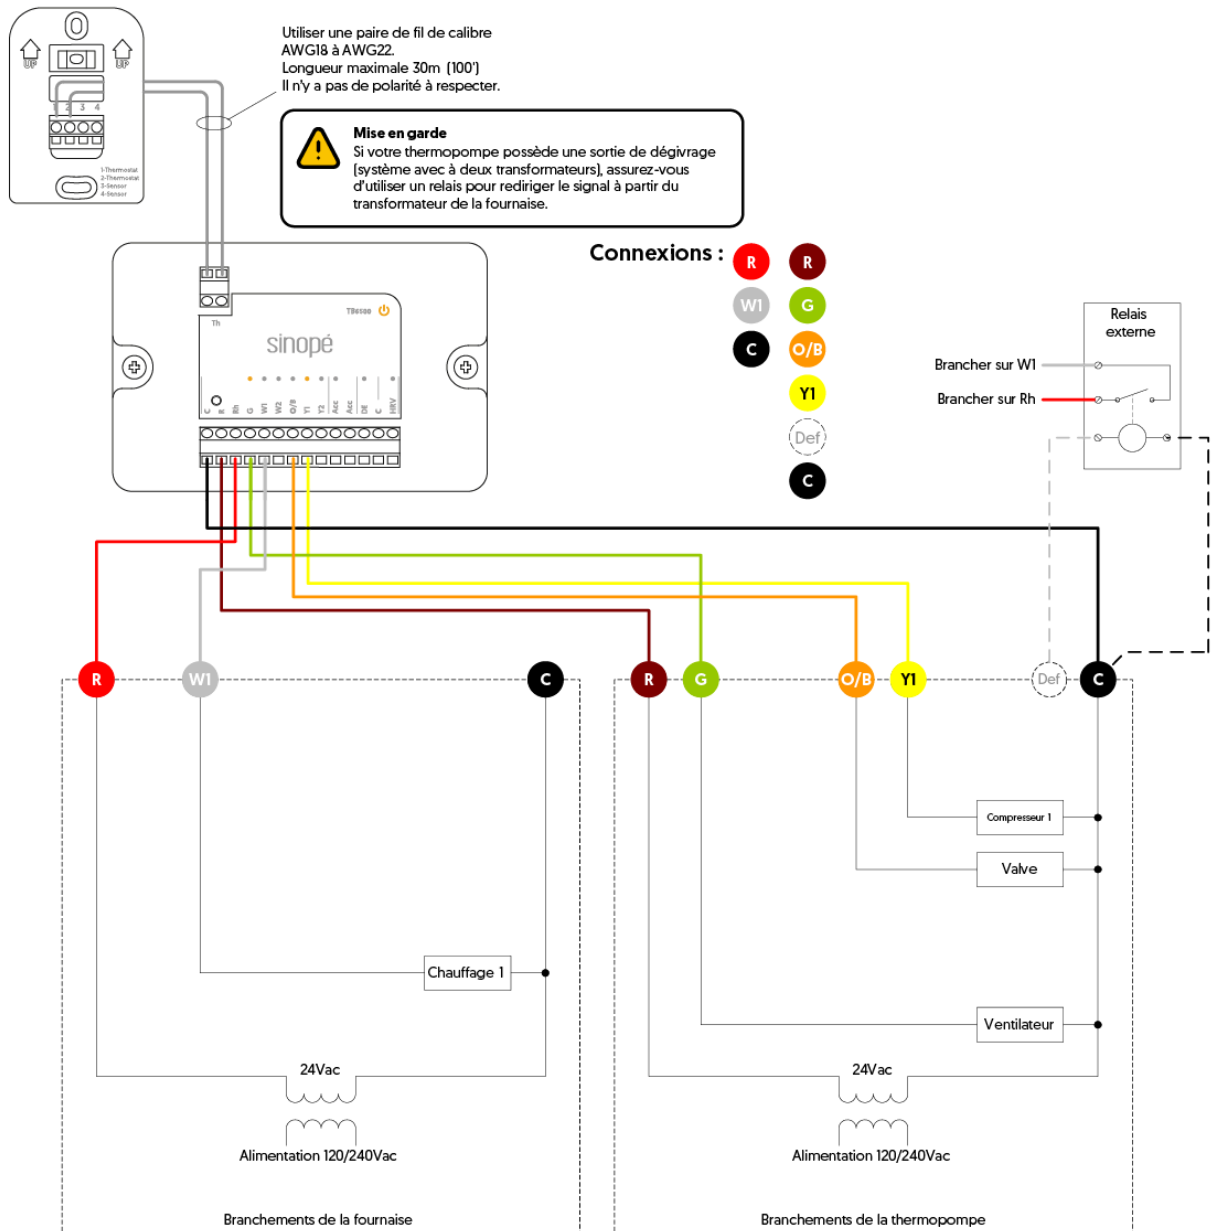 UP
UP
1 2 3 4
1-Thermostat
2-Thermostat
3-Sensor
4-Sensor
Utiliser une paire de fil de calibre
AWG18 à AWG22.
Longueur maximale 30m (100')
Il n'y a pas de polarité à respecter.
Mise en garde
Si votre thermopompe possède une sortie de dégivrage
(système avec à deux transformateurs), assurez-vous
d'utiliser un relais pour rediriger le signal à partir du
transformateur de la fournaise.
Connexions :
R R
W1 G
C O/B
Y1
Def
C
Th
sinopé
C R Rh G W1 W2 O/B Y1 Y2 Acc Acc DE C HRV
Relais
externe
Brancher sur W1
Brancher sur Rh
R W1 C R G O/B Y1 Def C
Compresseur 1
Valve
Chauffage 1
Ventilateur
24Vac
24Vac
Alimentation 120/240Vac
Alimentation 120/240Vac
Branchements de la fournaise
Branchements de la thermopompe